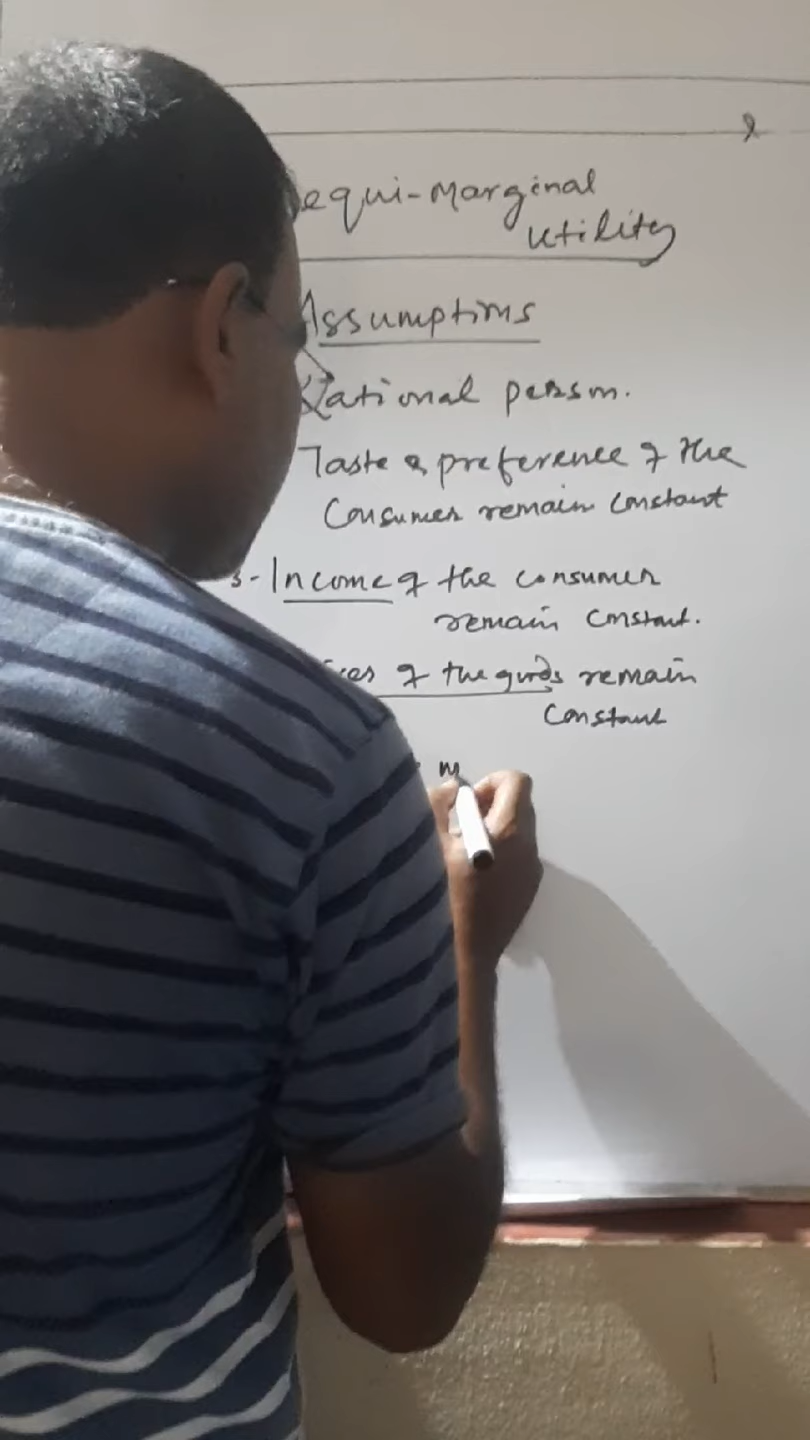 equi-Marginal
Utility
Assumptions
Rational person.
Taste & preference of the
Consumer remain constant
3- Income of the consumer
remain constant.
of the goods remain
constant